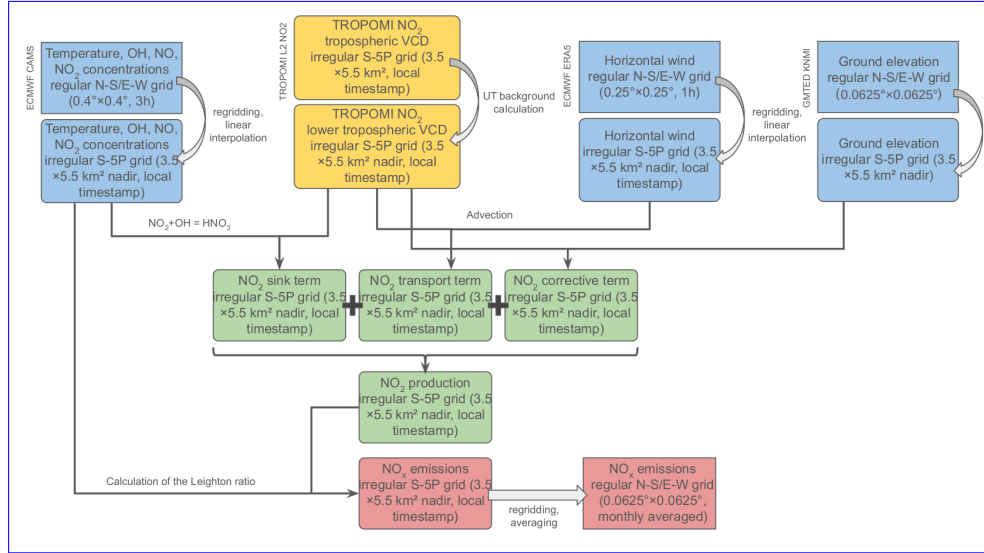 ECMWF CAMS
Temperature, OH, NO,
NO₂ concentrations
regular N-S/E-W grid
(0.4°×0.4°, 3h)
regridding,
linear
interpolation
Temperature, OH, NO,
NO₂ concentrations
irregular S-5P grid (3.5
×5.5 km² nadir, local
timestamp)
TROPOMI L2 NO2
TROPOMI NO₂
tropospheric VCD
irregular S-5P grid (3.5
×5.5 km², local
timestamp)
UT background
calculation
TROPOMI NO₂
lower tropospheric VCD
irregular S-5P grid (3.5
×5.5 km² nadir, local
timestamp)
ECMWF ERA5
Horizontal wind
regular N-S/E-W grid
(0.25°×0.25°, 1h)
regridding,
linear
interpolation
Horizontal wind
irregular S-5P grid (3.5
×5.5 km² nadir, local
timestamp)
GMTED KNMI
Ground elevation
regular N-S/E-W grid
(0.0625°×0.0625°)
Ground elevation
irregular S-5P grid (3.5
×5.5 km² nadir)
NO₂+OH = HNO₃
Advection
NO₂ sink term
irregular S-5P grid (3.5
×5.5 km² nadir, local
timestamp)
+
NO₂ transport term
irregular S-5P grid (3.5
×5.5 km² nadir, local
timestamp)
+
NO₂ corrective term
irregular S-5P grid (3.5
×5.5 km² nadir, local
timestamp)
NO₂ production
irregular S-5P grid (3.5
×5.5 km² nadir, local
timestamp)
Calculation of the Leighton ratio
NOₓ emissions
irregular S-5P grid (3.5
×5.5 km² nadir, local
timestamp)
regridding,
averaging
NOₓ emissions
regular N-S/E-W grid
(0.0625°×0.0625°,
monthly averaged)